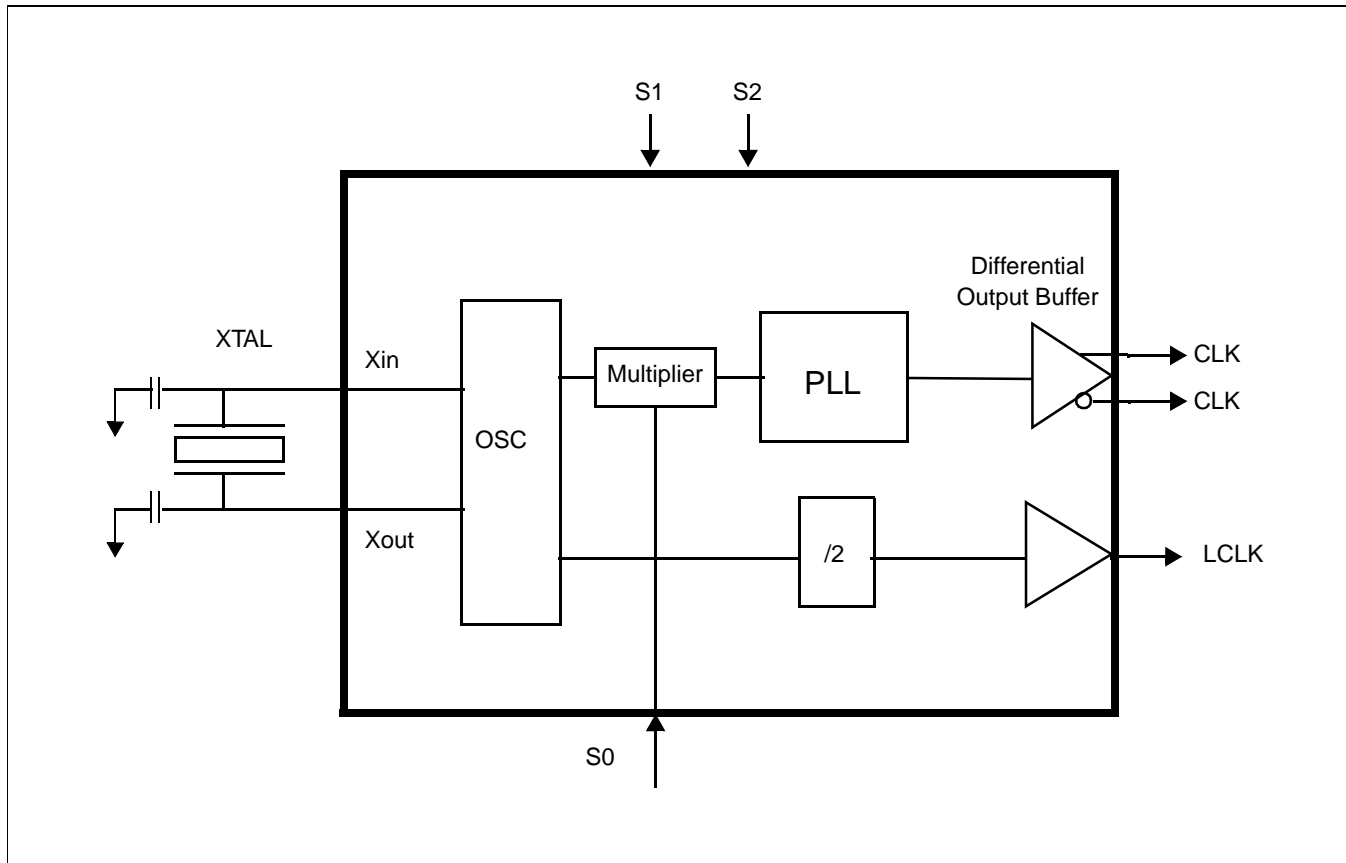 S1
S2
Differential
Output Buffer
XTAL
Xin
Multiplier
PLL
CLK
CLK
OSC
Xout
/2
LCLK
S0